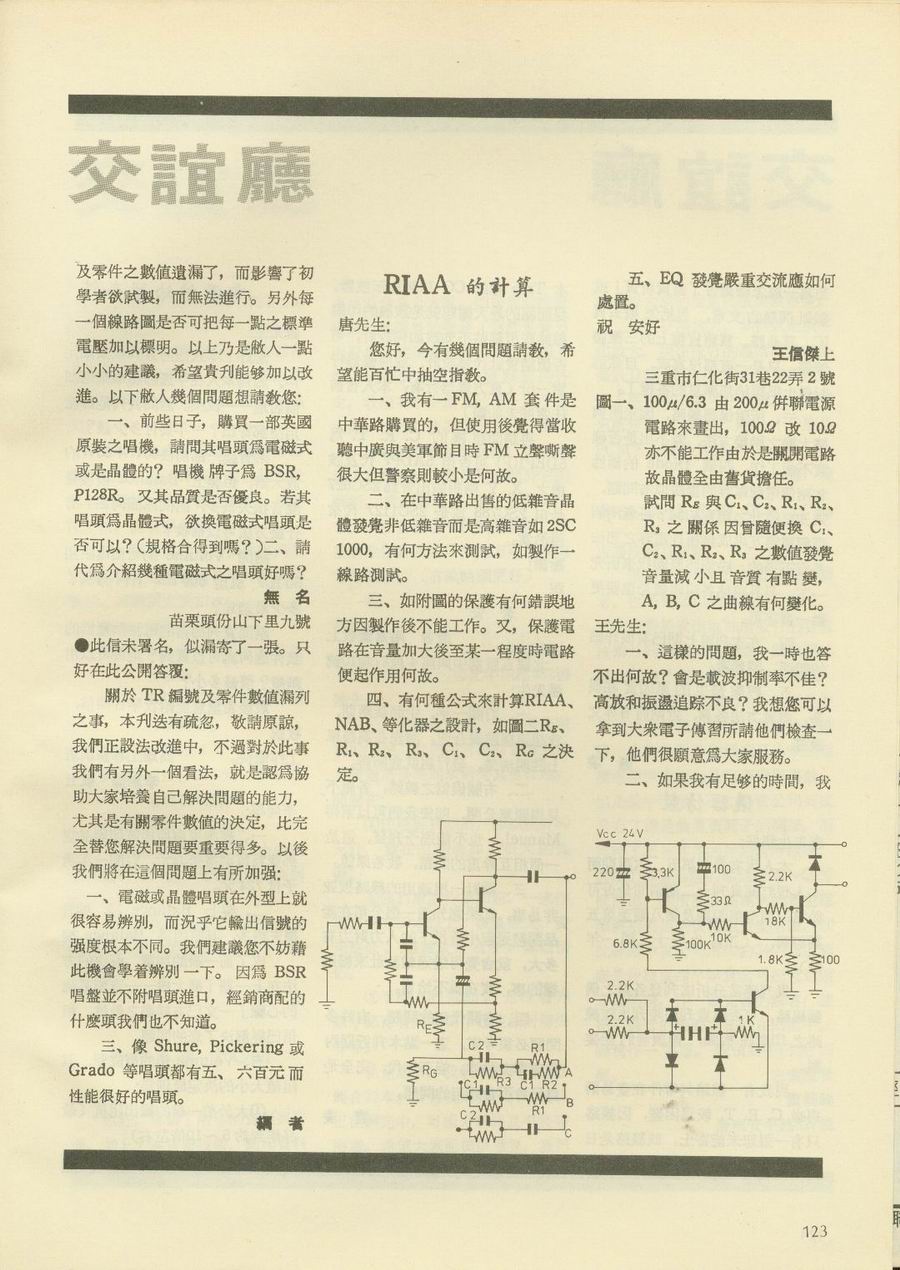 交誼廳
及零件之數值遺漏了，而影響了初
學者欲試製，而無法進行。另外每
一個線路圖是否可把每一點之標準
電壓加以標明。以上乃是敝人一點
小小的建議，希望貴刋能够加以改
進。以下敝人幾個問題想請敎您:
一、前些日子，購買一部英國
原裝之唱機，請問其唱頭爲電磁式
或是晶體的？唱機牌子爲 BSR,
P128R。又其品質是否優良。若其
唱頭爲晶體式，欲換電磁式唱頭是
否可以？(規格合得到嗎？)二、請
代爲介紹幾種電磁式之唱頭好嗎？
無 名
苗栗頭份山下里九號
●此信未署名，似漏寄了一張。只
好在此公開答覆:
關於 TR 編號及零件數值漏列
之事，本刋迭有疏忽，敬請原諒，
我們正設法改進中，不過對於此事
我們有另外一個看法，就是認爲協
助大家培養自己解決問題的能力，
尤其是有關零件數值的決定，比完
全替您解決問題要重要得多。以後
我們將在這個問題上有所加强:
一、電磁或晶體唱頭在外型上就
很容易辨別，而況乎它輸出信號的
强度根本不同。我們建議您不妨藉
此機會學着辨別一下。因爲 BSR
唱盤並不附唱頭進口，經銷商配的
什麼頭我們也不知道。
三、像 Shure, Pickering 或
Grado 等唱頭都有五、六百元而
性能很好的唱頭。
編 者
RIAA 的計算
唐先生:
您好，今有幾個問題請敎，希
望能百忙中抽空指敎。
一、我有一 FM, AM 套件是
中華路購買的，但使用後覺得當收
聽中廣與美軍節目時 FM 立聲嘶聲
很大但警察則較小是何故。
二、在中華路出售的低雜音晶
體發覺非低雜音而是高雜音如 2SC
1000，有何方法來測試，如製作一
線路測試。
三、如附圖的保護有何錯誤地
方因製作後不能工作。又，保護電
路在音量加大後至某一程度時電路
便起作用何故。
四、有何種公式來計算RIAA、
NAB、等化器之設計，如圖二RE、
R₁、R₂、R₃、C₁、C₂、RG 之決
定。
五、EQ 發覺嚴重交流應如何
處置。
祝 安好
王信傑上
三重市仁化街31巷22弄 2 號
圖一、100μ/6.3 由 200μ 倂聯電源
電路來畫出，100Ω 改 10Ω
亦不能工作由於是關開電路
故晶體全由舊貨擔任。
試問 RE 與 C₁、C₂、R₁、R₂、
R₃ 之關係因曾隨便換 C₁、
C₂、R₁、R₂、R₃ 之數值發覺
音量減小且音質有點變，
A, B, C 之曲線有何變化。
王先生:
一、這樣的問題，我一時也答
不出何故？會是載波抑制率不佳？
高放和振盪追踪不良？我想您可以
拿到大衆電子傳習所請他們檢查一
下，他們很願意爲大家服務。
二、如果我有足够的時間，我
RE
RG
C2
R1
R3
C1
R2
A
C1
R1
B
C2
C
Vcc 24V
220
3,3K
100
33Ω
2.2K
18K
10K
100K
6.8K
1.8K
100
2.2K
2.2K
1K
123